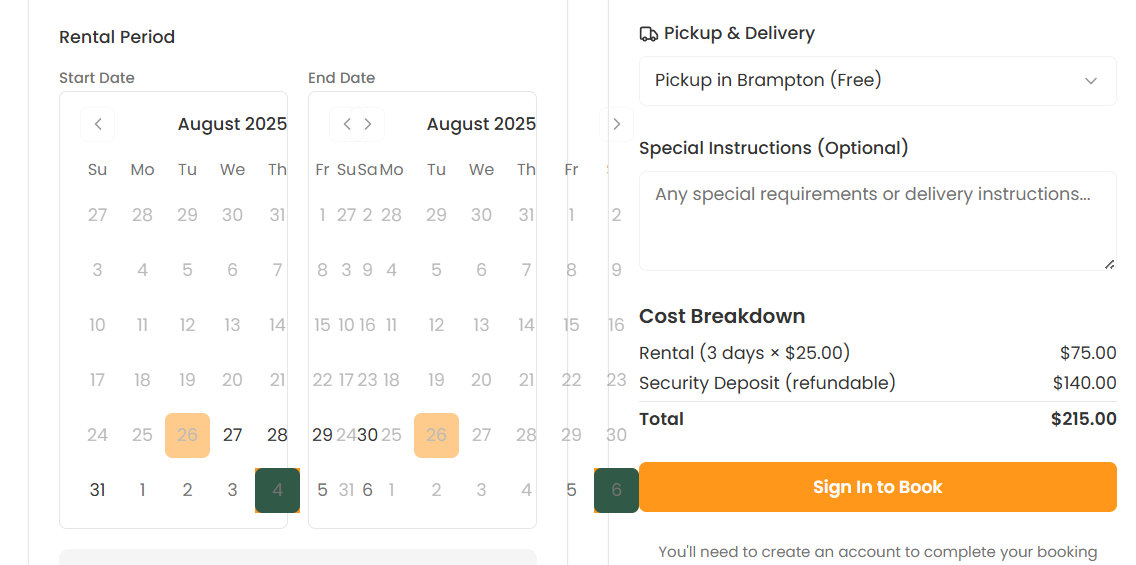 Rental Period
Start Date
August 2025
Su Mo Tu We Th Fr Sa
27 28 29 30 31 1 2
3 4 5 6 7 8 9
10 11 12 13 14 15 16
17 18 19 20 21 22 23
24 25 26 27 28 29 30
31 1 2 3 4 5 6
End Date
August 2025
Su Mo Tu We Th Fr
27 28 29 30 31 1 2
3 4 5 6 7 8 9
10 11 12 13 14 15 16
17 18 19 20 21 22 23
24 25 26 27 28 29 30
31 1 2 3 4 5 6
Pickup & Delivery
Pickup in Brampton (Free)
Special Instructions (Optional)
Any special requirements or delivery instructions...
Cost Breakdown
Rental (3 days × $25.00) $75.00
Security Deposit (refundable) $140.00
Total $215.00
Sign In to Book
You'll need to create an account to complete your booking